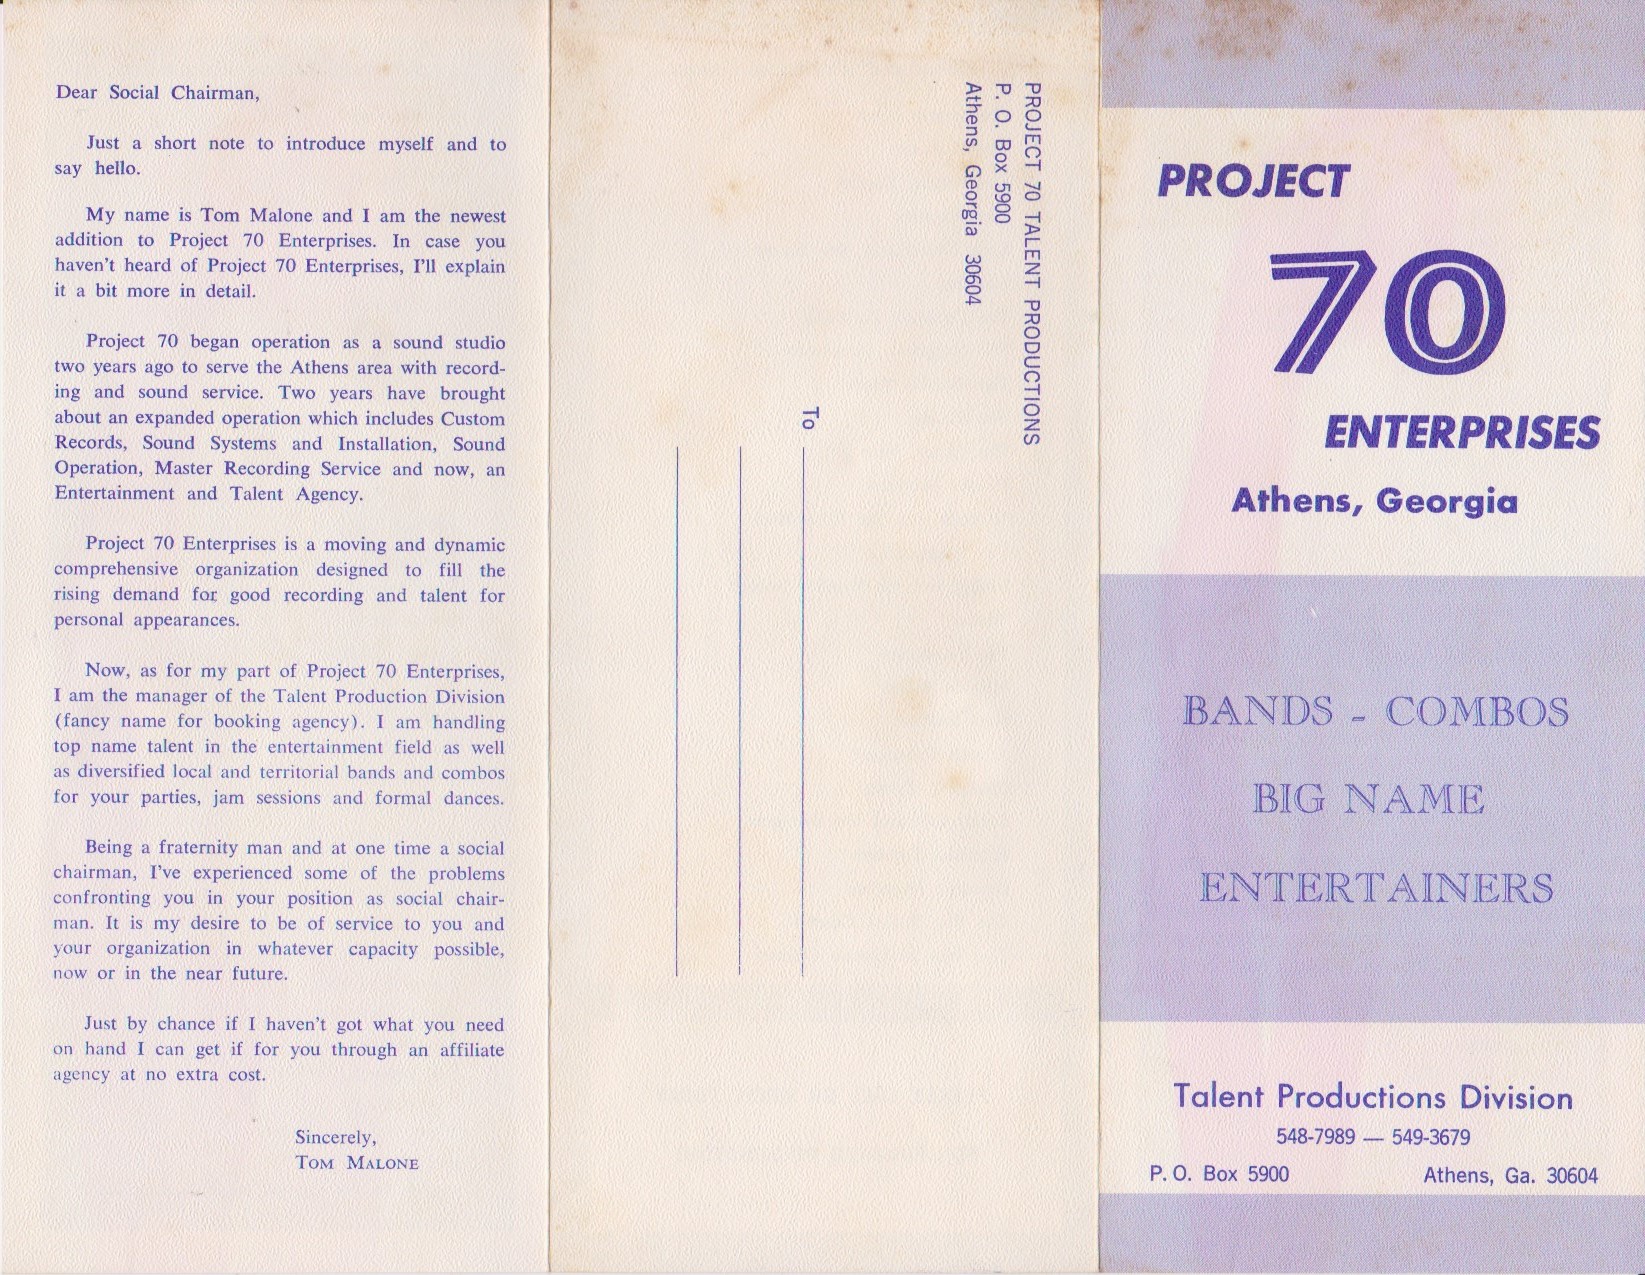 Dear Social Chairman,
Just a short note to introduce myself and to
say hello.
My name is Tom Malone and I am the newest
addition to Project 70 Enterprises. In case you
haven't heard of Project 70 Enterprises, I'll explain
it a bit more in detail.
Project 70 began operation as a sound studio
two years ago to serve the Athens area with record-
ing and sound service. Two years have brought
about an expanded operation which includes Custom
Records, Sound Systems and Installation, Sound
Operation, Master Recording Service and now, an
Entertainment and Talent Agency.
Project 70 Enterprises is a moving and dynamic
comprehensive organization designed to fill the
rising demand for good recording and talent for
personal appearances.
Now, as for my part of Project 70 Enterprises,
I am the manager of the Talent Production Division
(fancy name for booking agency). I am handling
top name talent in the entertainment field as well
as diversified local and territorial bands and combos
for your parties, jam sessions and formal dances.
Being a fraternity man and at one time a social
chairman, I've experienced some of the problems
confronting you in your position as social chair-
man. It is my desire to be of service to you and
your organization in whatever capacity possible,
now or in the near future.
Just by chance if I haven't got what you need
on hand I can get if for you through an affiliate
agency at no extra cost.
Sincerely,
TOM MALONE
PROJECT 70 TALENT PRODUCTIONS
P. O. Box 5900
Athens, Georgia 30604
To
PROJECT
70
ENTERPRISES
Athens, Georgia
BANDS - COMBOS
BIG NAME
ENTERTAINERS
Talent Productions Division
548-7989 — 549-3679
P. O. Box 5900 Athens, Ga. 30604